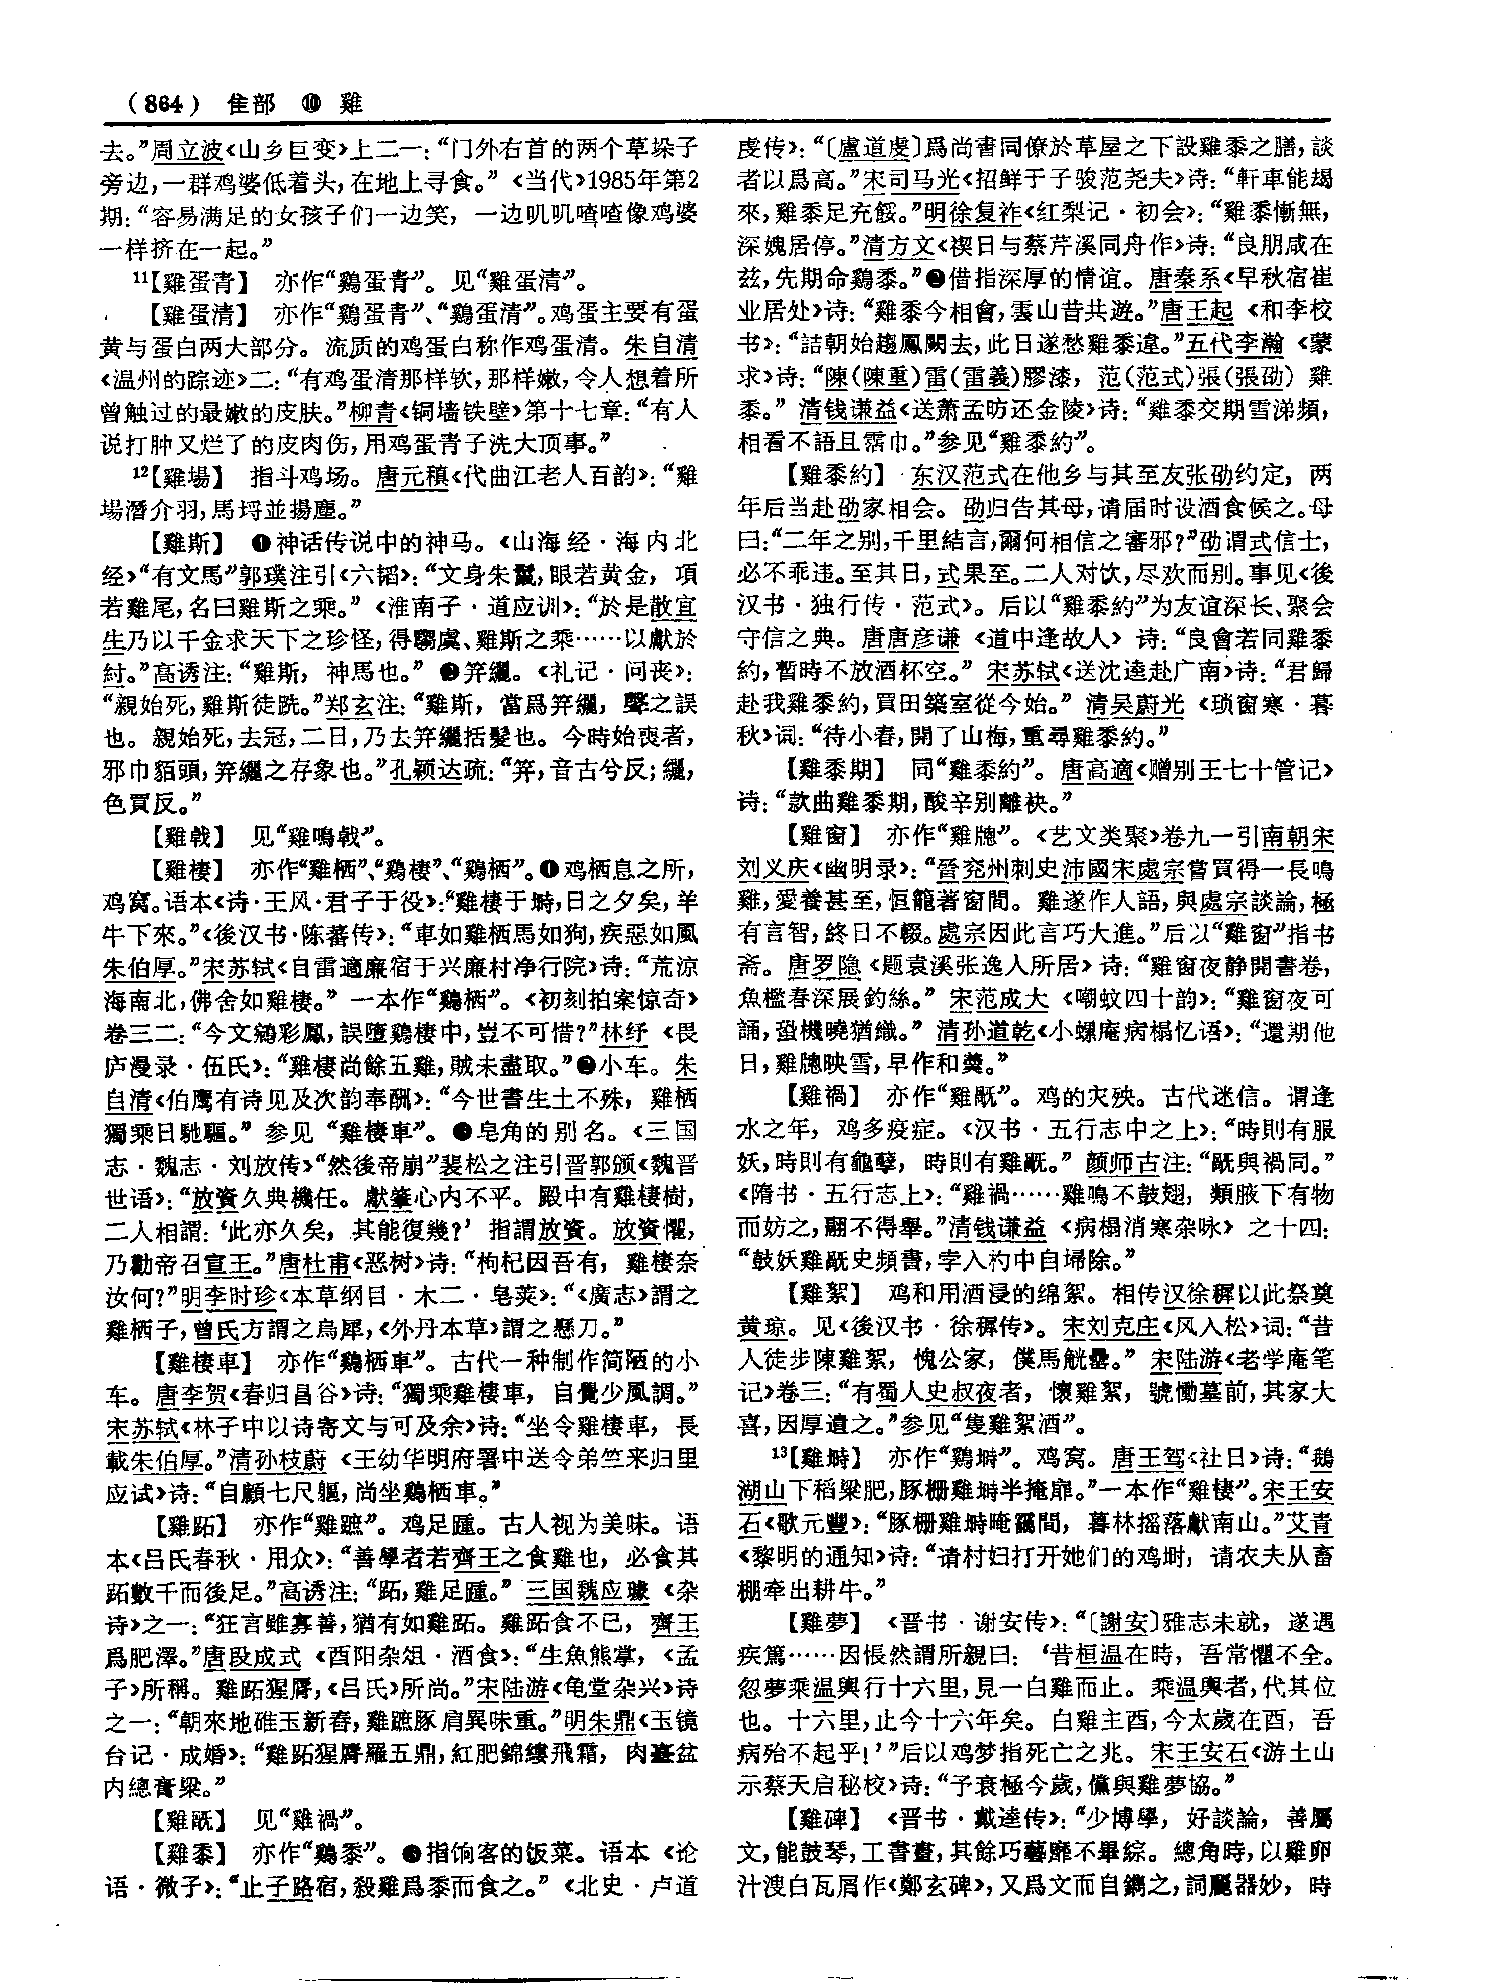 （864） 隹部 ⑩ 雞
去。”周立波《山乡巨变》上二一：“门外右首的两个草垛子
旁边，一群鸡婆低着头，在地上寻食。”《当代》1985年第2
期：“容易满足的女孩子们一边笑，一边叽叽喳喳像鸡婆
一样挤在一起。”
11【雞蛋青】 亦作“鷄蛋青”。见“雞蛋清”。
【雞蛋清】 亦作“鷄蛋青”、“鷄蛋清”。鸡蛋主要有蛋
黄与蛋白两大部分。流质的鸡蛋白称作鸡蛋清。朱自清
《温州的踪迹》二：“有鸡蛋清那样软，那样嫩，令人想着所
曾触过的最嫩的皮肤。”柳青《铜墙铁壁》第十七章：“有人
说打肿又烂了的皮肉伤，用鸡蛋青子洗大顶事。”
12【雞場】 指斗鸡场。唐元稹《代曲江老人百韵》：“雞
場潛介羽，馬埒並揚塵。”
【雞斯】 ❶神话传说中的神马。《山海经·海内北
经》“有文馬”郭璞注引《六韬》：“文身朱鬣，眼若黄金，項
若雞尾，名曰雞斯之乘。”《淮南子·道应训》：“於是散宜
生乃以千金求天下之珍怪，得騶虞、雞斯之乘……以獻於
紂。”高诱注：“雞斯，神馬也。” ❷笄纚。《礼记·问丧》：
“親始死，雞斯徒跣。”郑玄注：“雞斯，當爲笄纚，聲之誤
也。親始死，去冠，二日，乃去笄纚括髮也。今時始喪者，
邪巾貊頭，笄纚之存象也。”孔颖达疏：“笄，音古兮反；纚，
色買反。”
【雞戟】 见“雞鳴戟”。
【雞棲】 亦作“雞栖”、“鷄棲”、“鷄栖”。❶鸡栖息之所，
鸡窝。语本《诗·王风·君子于役》：“雞棲于塒，日之夕矣，羊
牛下來。”《後汉书·陈蕃传》：“車如雞栖馬如狗，疾惡如風
朱伯厚。”宋苏轼《自雷適廉宿于兴廉村净行院》诗：“荒涼
海南北，佛舍如雞棲。”一本作“鷄栖”。《初刻拍案惊奇》
卷三二：“今文鵷彩鳳，誤墮鷄棲中，豈不可惜？”林纾《畏
庐漫录·伍氏》：“雞棲尚餘五雞，賊未盡取。”❷小车。朱
自清《伯鹰有诗见及次韵奉酬》：“今世書生土不殊，雞栖
獨乘日馳驅。”参见“雞棲車”。❸皂角的别名。《三国
志·魏志·刘放传》“然後帝崩”裴松之注引晋郭颁《魏晋
世语》：“放資久典機任。獻肇心内不平。殿中有雞棲樹，
二人相謂：‘此亦久矣，其能復幾？’指謂放資。放資懼，
乃勸帝召宣王。”唐杜甫《恶树》诗：“枸杞因吾有，雞棲奈
汝何？”明李时珍《本草纲目·木二·皂荚》：“《廣志》謂之
雞栖子，曾氏方謂之烏犀，《外丹本草》謂之懸刀。”
【雞棲車】 亦作“鷄栖車”。古代一种制作简陋的小
车。唐李贺《春归昌谷》诗：“獨乘雞棲車，自覺少風調。”
宋苏轼《林子中以诗寄文与可及余》诗：“坐令雞棲車，長
載朱伯厚。”清孙枝蔚《王幼华明府署中送令弟竺来归里
应试》诗：“自顧七尺軀，尚坐鷄栖車。”
【雞跖】 亦作“雞蹠”。鸡足踵。古人视为美味。语
本《吕氏春秋·用众》：“善學者若齊王之食雞也，必食其
跖數千而後足。”高诱注：“跖，雞足踵。”三国魏应璩《杂
诗》之一：“狂言雖寡善，猶有如雞跖。雞跖食不已，齊王
爲肥澤。”唐段成式《酉阳杂俎·酒食》：“生魚熊掌，《孟
子》所稱。雞跖猩脣，《吕氏》所尚。”宋陆游《龟堂杂兴》诗
之一：“朝來地碓玉新舂，雞蹠豚肩異味重。”明朱鼎《玉镜
台记·成婚》：“雞跖猩脣羅五鼎，紅肥錦縷飛霜，肉臺盆
内總膏粱。”
【雞旤】 见“雞禍”。
【雞黍】 亦作“鷄黍”。❶指饷客的饭菜。语本《论
语·微子》：“止子路宿，殺雞爲黍而食之。”《北史·卢道
虔传》：“〔盧道虔〕爲尚書同僚於草屋之下設雞黍之膳，談
者以爲高。”宋司马光《招鲜于子骏范尧夫》诗：“軒車能竭
來，雞黍足充餒。”明徐复祚《红梨记·初会》：“雞黍慚無，
深媿居停。”清方文《禊日与蔡芹溪同舟作》诗：“良朋咸在
兹，先期命鷄黍。”❷借指深厚的情谊。唐秦系《早秋宿崔
业居处》诗：“雞黍今相會，雲山昔共遊。”唐王起《和李校
书》：“詰朝始趨鳳闕去，此日遂愁雞黍違。”五代李瀚《蒙
求》诗：“陳(陳重)雷(雷義)膠漆，范(范式)張(張劭)雞
黍。”清钱谦益《送萧孟昉还金陵》诗：“雞黍交期雪涕頻，
相看不語且霑巾。”参见“雞黍約”。
【雞黍約】 东汉范式在他乡与其至友张劭约定，两
年后当赴劭家相会。劭归告其母，请届时设酒食候之。母
曰：“二年之别，千里結言，爾何相信之審邪？”劭谓式信士，
必不乖违。至其日，式果至。二人对饮，尽欢而别。事见《後
汉书·独行传·范式》。后以“雞黍約”为友谊深长、聚会
守信之典。唐唐彦谦《道中逢故人》诗：“良會若同雞黍
約，暫時不放酒杯空。”宋苏轼《送沈逵赴广南》诗：“君歸
赴我雞黍約，買田築室從今始。”清吴蔚光《琐窗寒·暮
秋》词：“待小春，開了山梅，重尋雞黍約。”
【雞黍期】 同“雞黍約”。唐高適《赠别王七十管记》
诗：“款曲雞黍期，酸辛别離袂。”
【雞窗】 亦作“雞牎”。《艺文类聚》卷九一引南朝宋
刘义庆《幽明录》：“晉兖州刺史沛國宋處宗嘗買得一長鳴
雞，愛養甚至，恒籠著窗間。雞遂作人語，與處宗談論，極
有言智，終日不輟。處宗因此言巧大進。”后以“雞窗”指书
斋。唐罗隐《题袁溪张逸人所居》诗：“雞窗夜静開書卷，
魚檻春深展釣絲。”宋范成大《嘲蚊四十韵》：“雞窗夜可
誦，蛩機曉猶織。”清孙道乾《小螺庵病榻忆语》：“還期他
日，雞牎映雪，早作和羹。”
【雞禍】 亦作“雞旤”。鸡的灾殃。古代迷信。谓逢
水之年，鸡多疫症。《汉书·五行志中之上》：“時則有服
妖，時則有龜孽，時則有雞旤。”颜师古注：“旤與禍同。”
《隋书·五行志上》：“雞禍……雞鳴不鼓翅，類腋下有物
而妨之，翮不得舉。”清钱谦益《病榻消寒杂咏》之十四：
“鼓妖雞旤史頻書，孛入杓中自埽除。”
【雞絮】 鸡和用酒浸的绵絮。相传汉徐穉以此祭奠
黄琼。见《後汉书·徐穉传》。宋刘克庄《风入松》词：“昔
人徒步陳雞絮，愧公家，僕馬觥罍。”宋陆游《老学庵笔
记》卷三：“有蜀人史叔夜者，懷雞絮，號慟墓前，其家大
喜，因厚遺之。”参见“隻雞絮酒”。
13【雞塒】 亦作“鷄塒”。鸡窝。唐王驾《社日》诗：“鵝
湖山下稻粱肥，豚栅雞塒半掩扉。”一本作“雞棲”。宋王安
石《歌元豐》：“豚栅雞塒晻靄間，暮林摇落獻南山。”艾青
《黎明的通知》诗：“请村妇打开她们的鸡埘，请农夫从畜
棚牵出耕牛。”
【雞夢】 《晋书·谢安传》：“〔謝安〕雅志未就，遂遇
疾篤……因悵然謂所親曰：‘昔桓温在時，吾常懼不全。
忽夢乘温輿行十六里，見一白雞而止。乘温輿者，代其位
也。十六里，止今十六年矣。白雞主酉，今太歲在酉，吾
病殆不起乎！’”后以鸡梦指死亡之兆。宋王安石《游土山
示蔡天启秘校》诗：“予衰極今歲，儻與雞夢協。”
【雞碑】 《晋书·戴逵传》：“少博學，好談論，善屬
文，能鼓琴，工書畫，其餘巧藝靡不畢綜。總角時，以雞卵
汁溲白瓦屑作《鄭玄碑》，又爲文而自鐫之，詞麗器妙，時